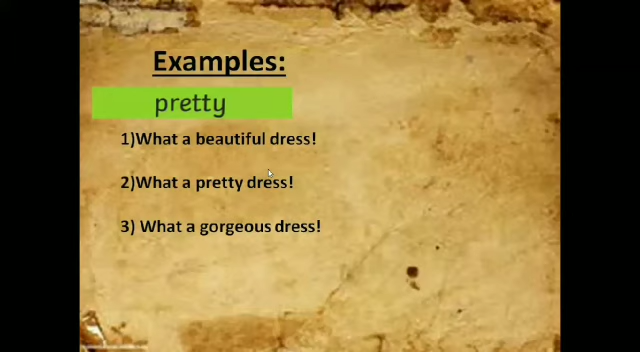 Examples:
pretty
1)What a beautiful dress!
2)What a pretty dress!
3) What a gorgeous dress!